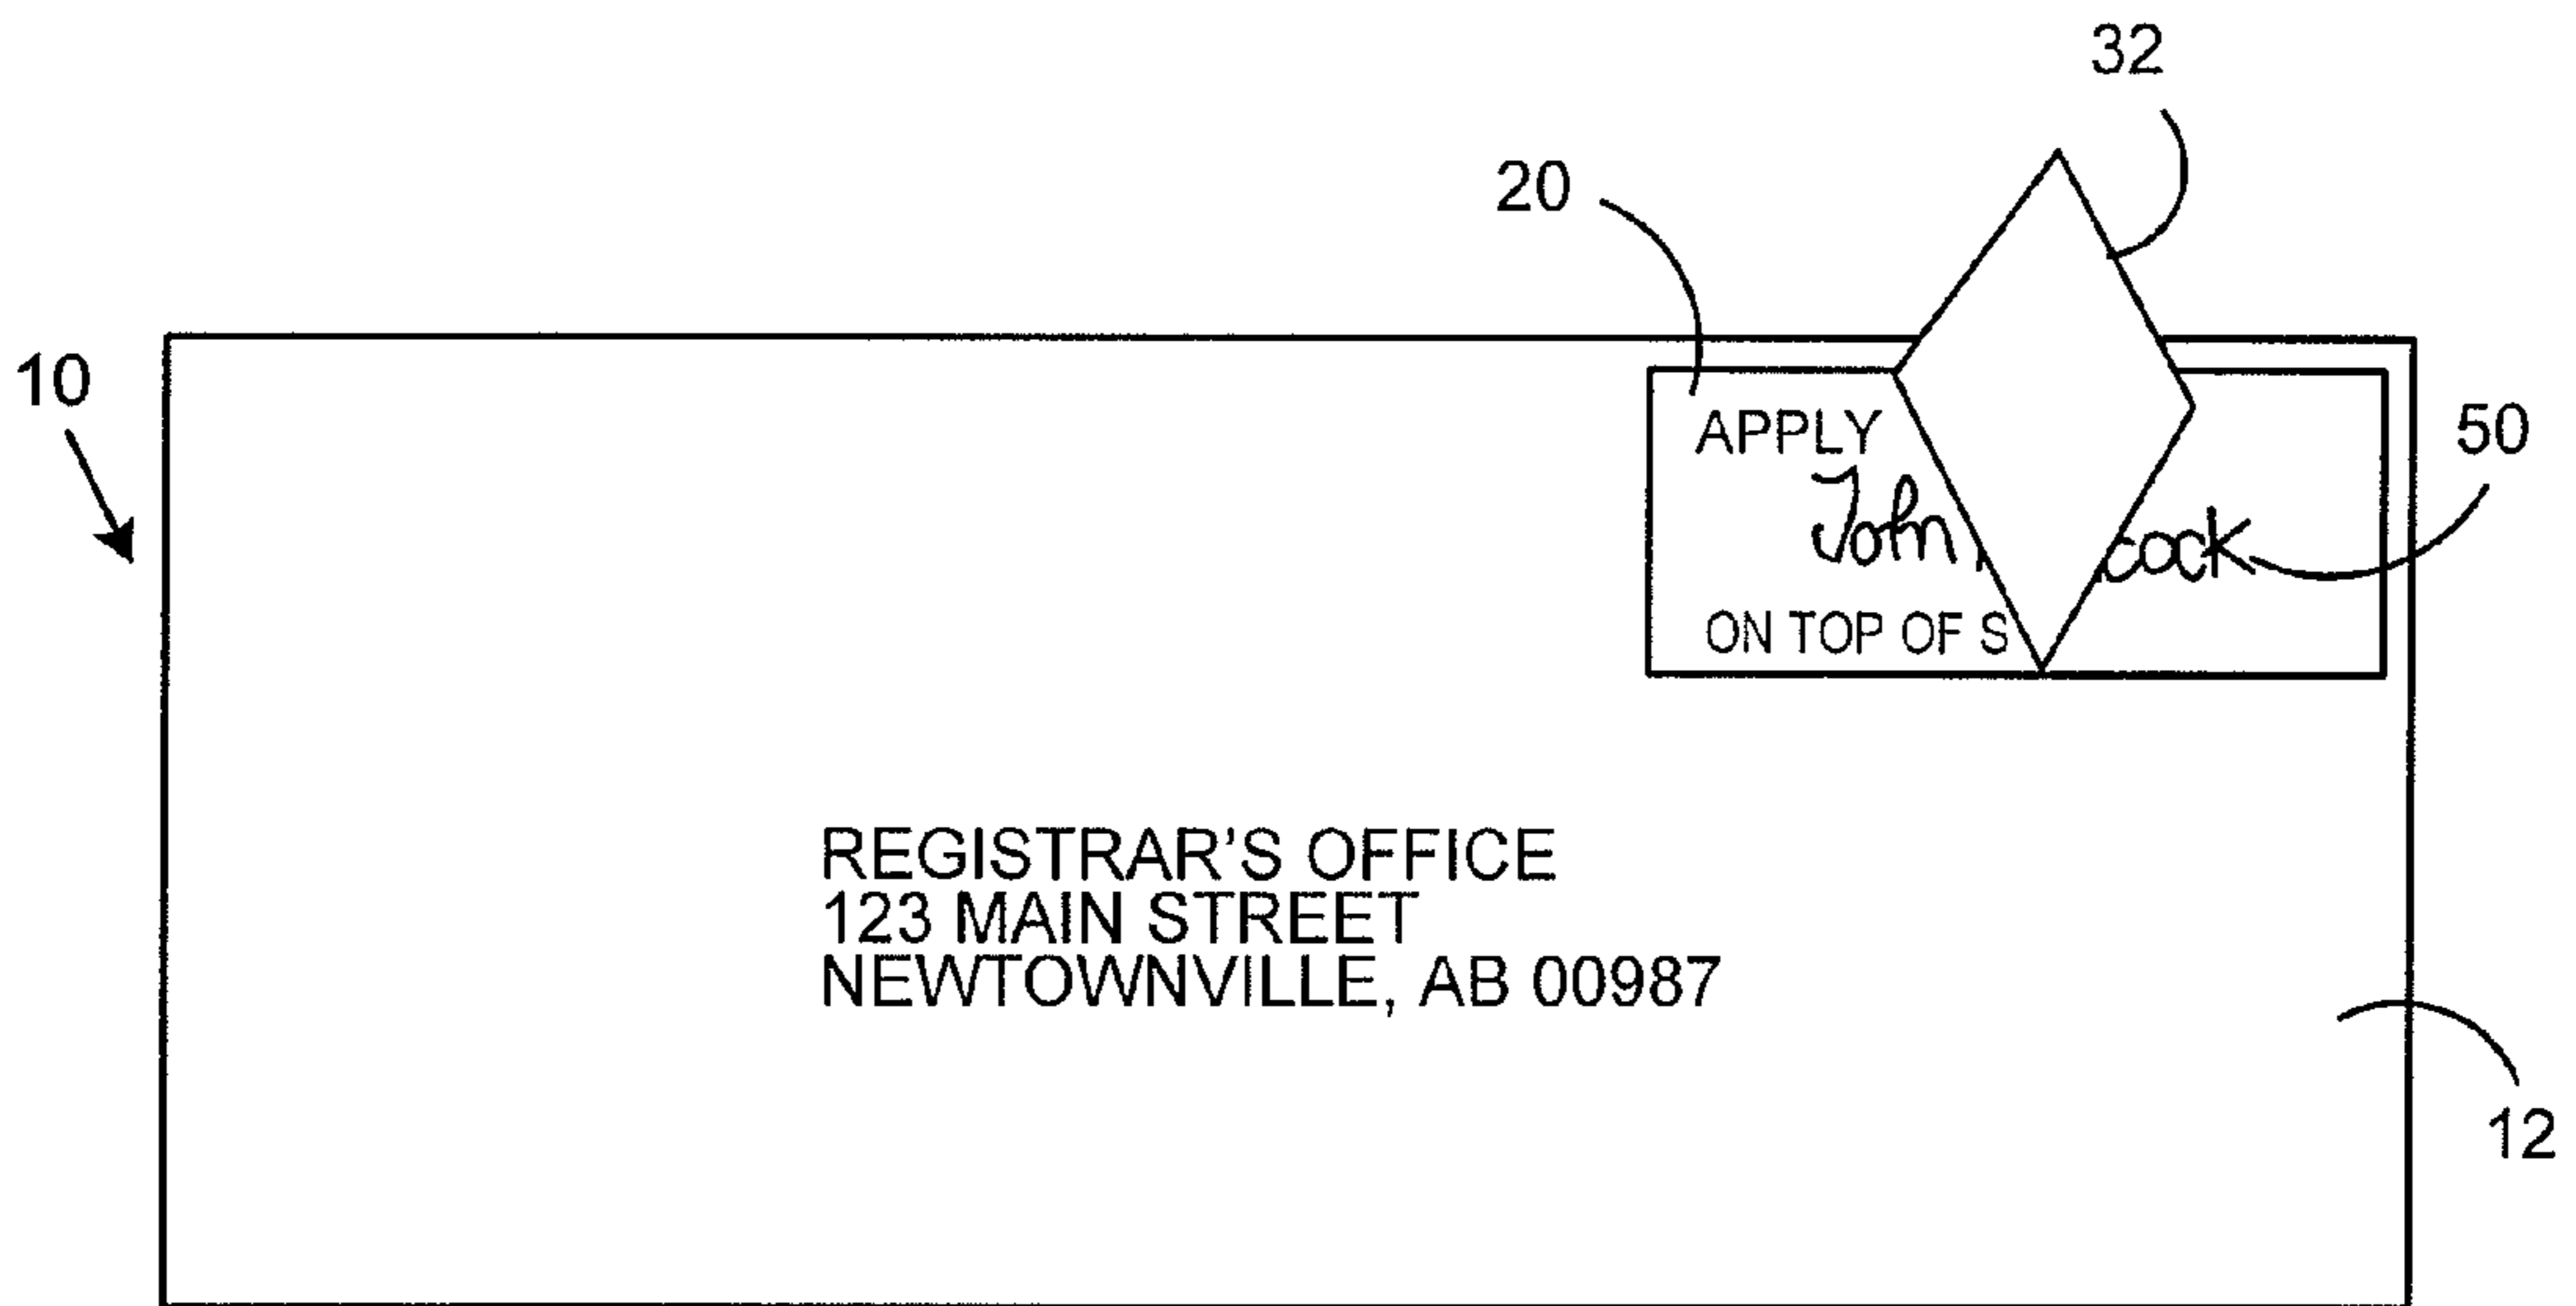 32
20
10
APPLY
50
John cock
ON TOP OF S
REGISTRAR'S OFFICE
123 MAIN STREET
NEWTOWNVILLE, AB 00987
12